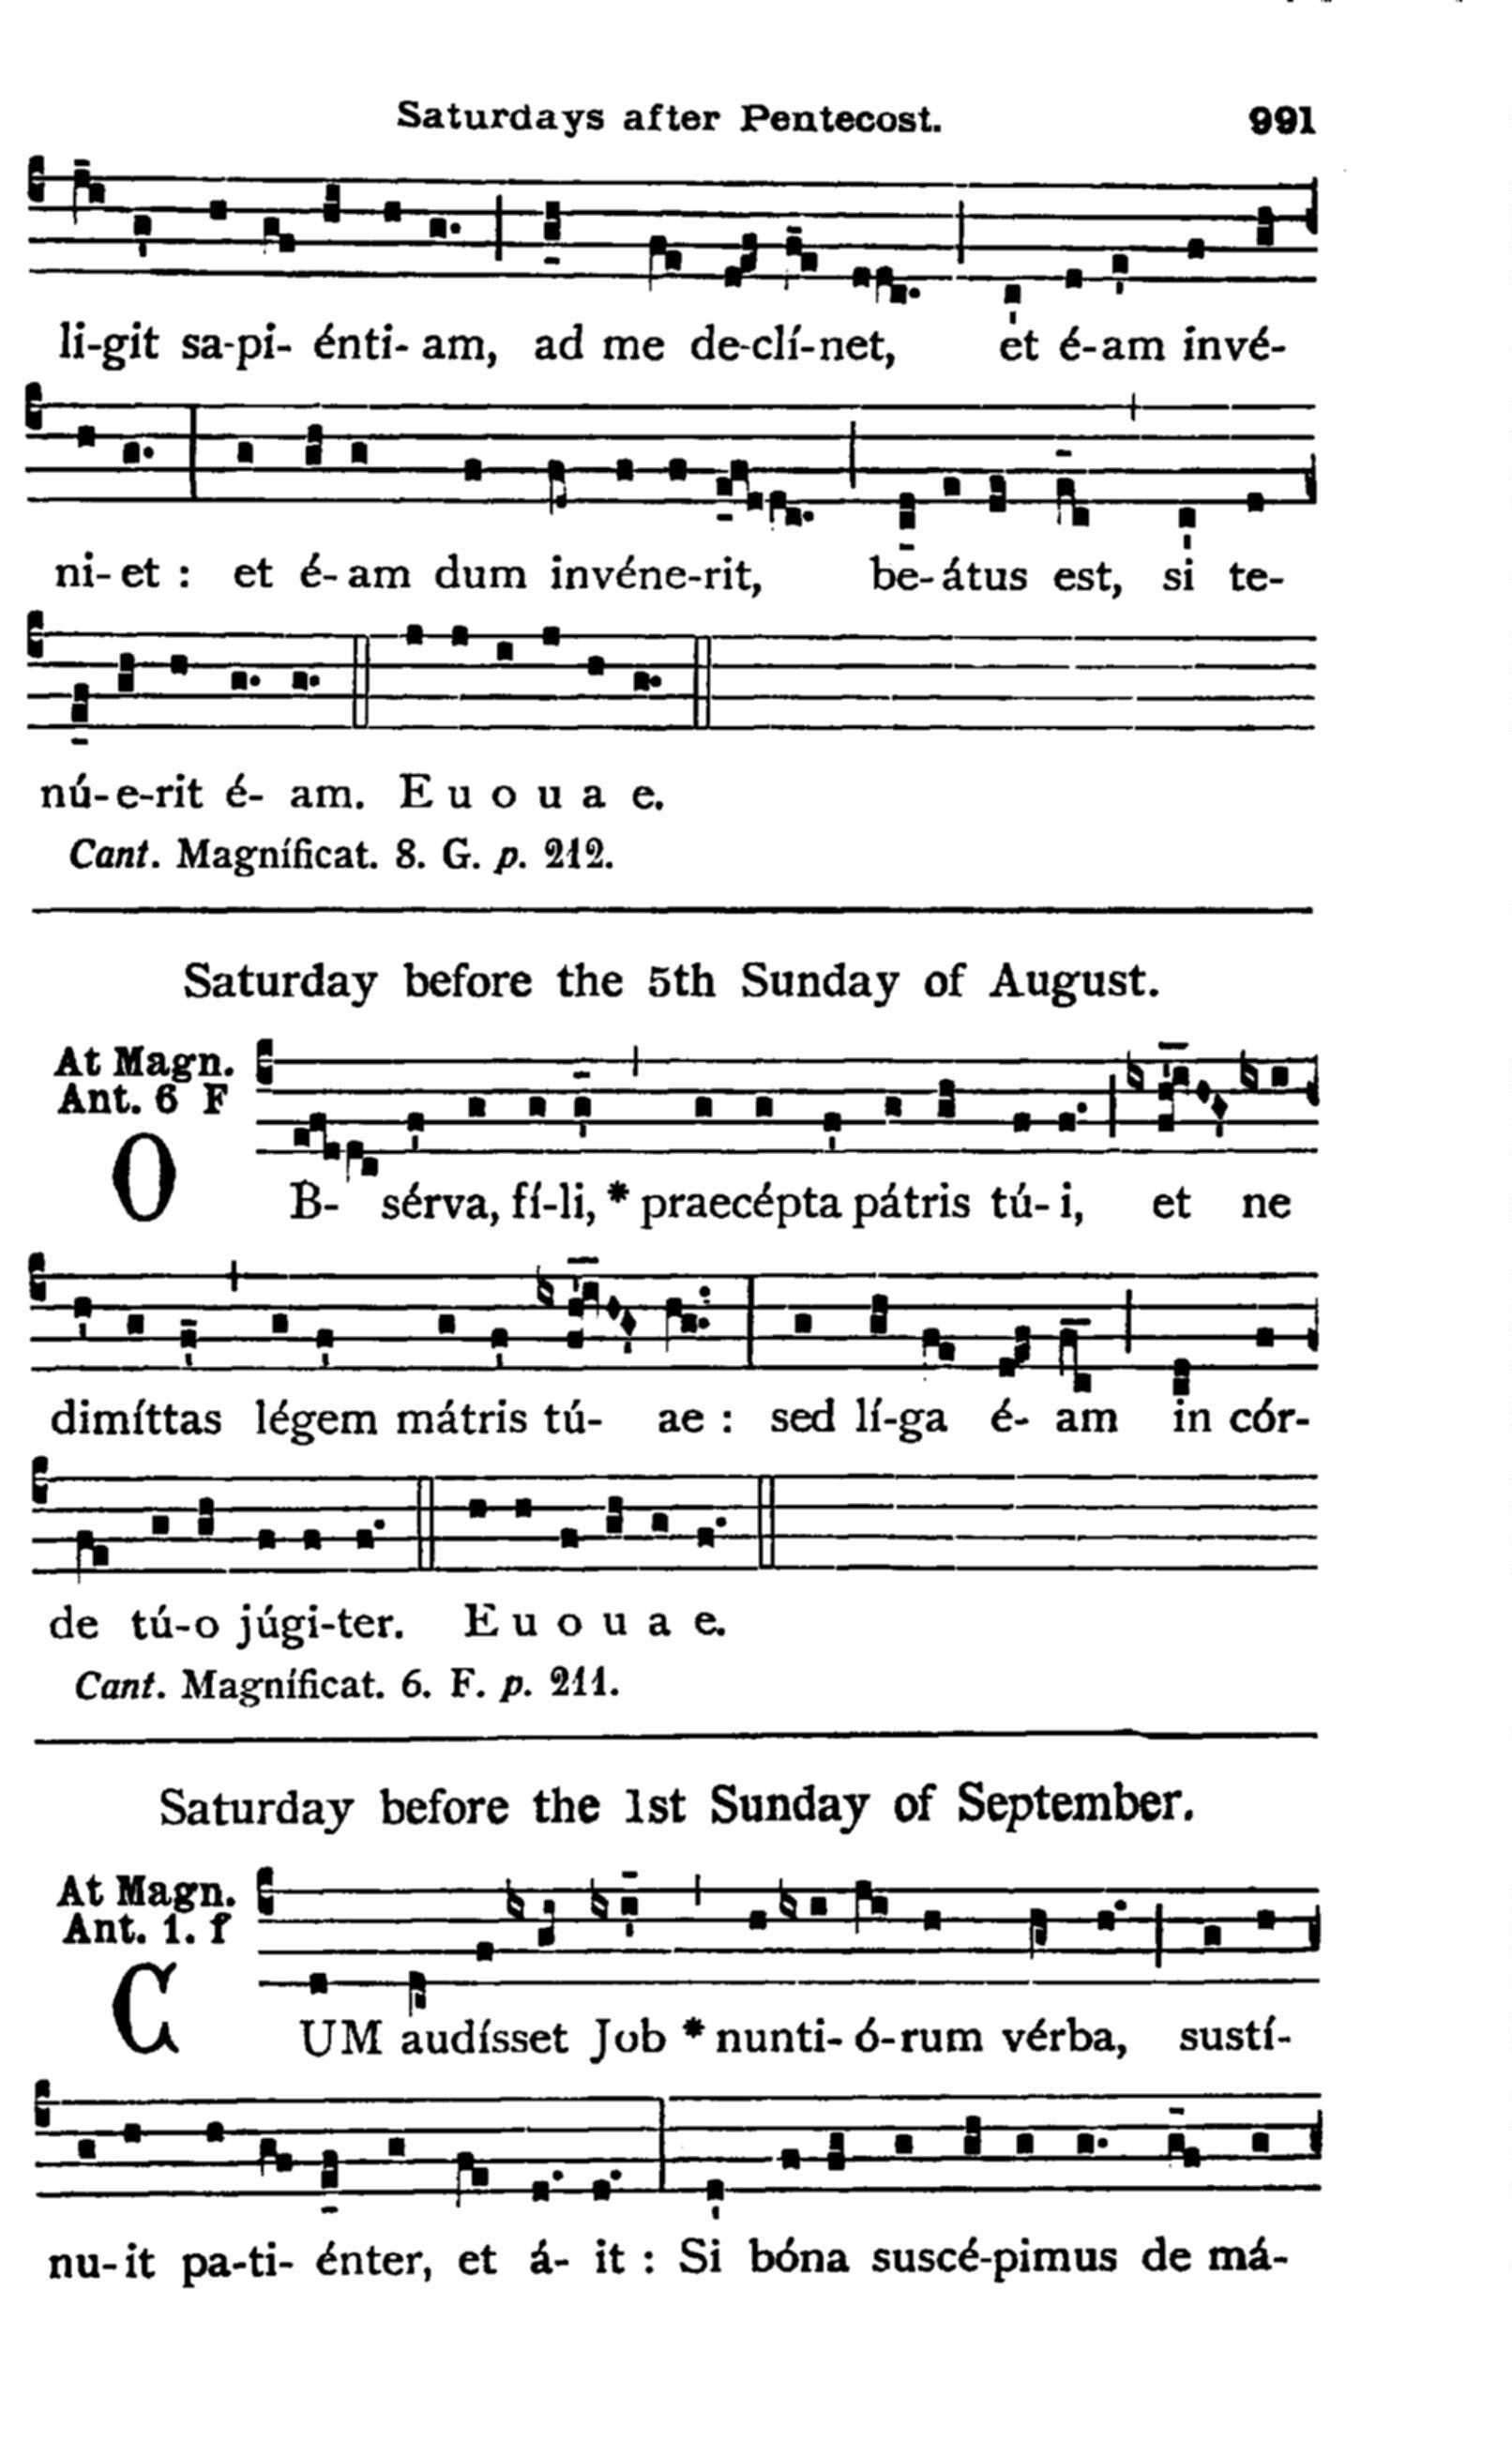 Saturdays after Pentecost. 991
li-git sa-pi- énti- am, ad me de-clí-net, et é-am invé-
ni- et : et é- am dum invéne-rit, be- átus est, si te-
nú- e-rit é- am. E u o u a e.
Cant. Magníficat. 8. G. p. 212.
Saturday before the 5th Sunday of August.
At Magn.
Ant. 6 F
OB- sérva, fí-li, * praecépta pátris tú- i, et ne
dimíttas légem mátris tú- ae : sed lí-ga é- am in cór-
de tú-o júgi-ter. E u o u a e.
Cant. Magníficat. 6. F. p. 211.
Saturday before the 1st Sunday of September.
At Magn.
Ant. 1. f
CUM audísset Job * nunti- ó-rum vérba, sustí-
nu- it pa-ti- énter, et á- it : Si bóna suscé-pimus de má-